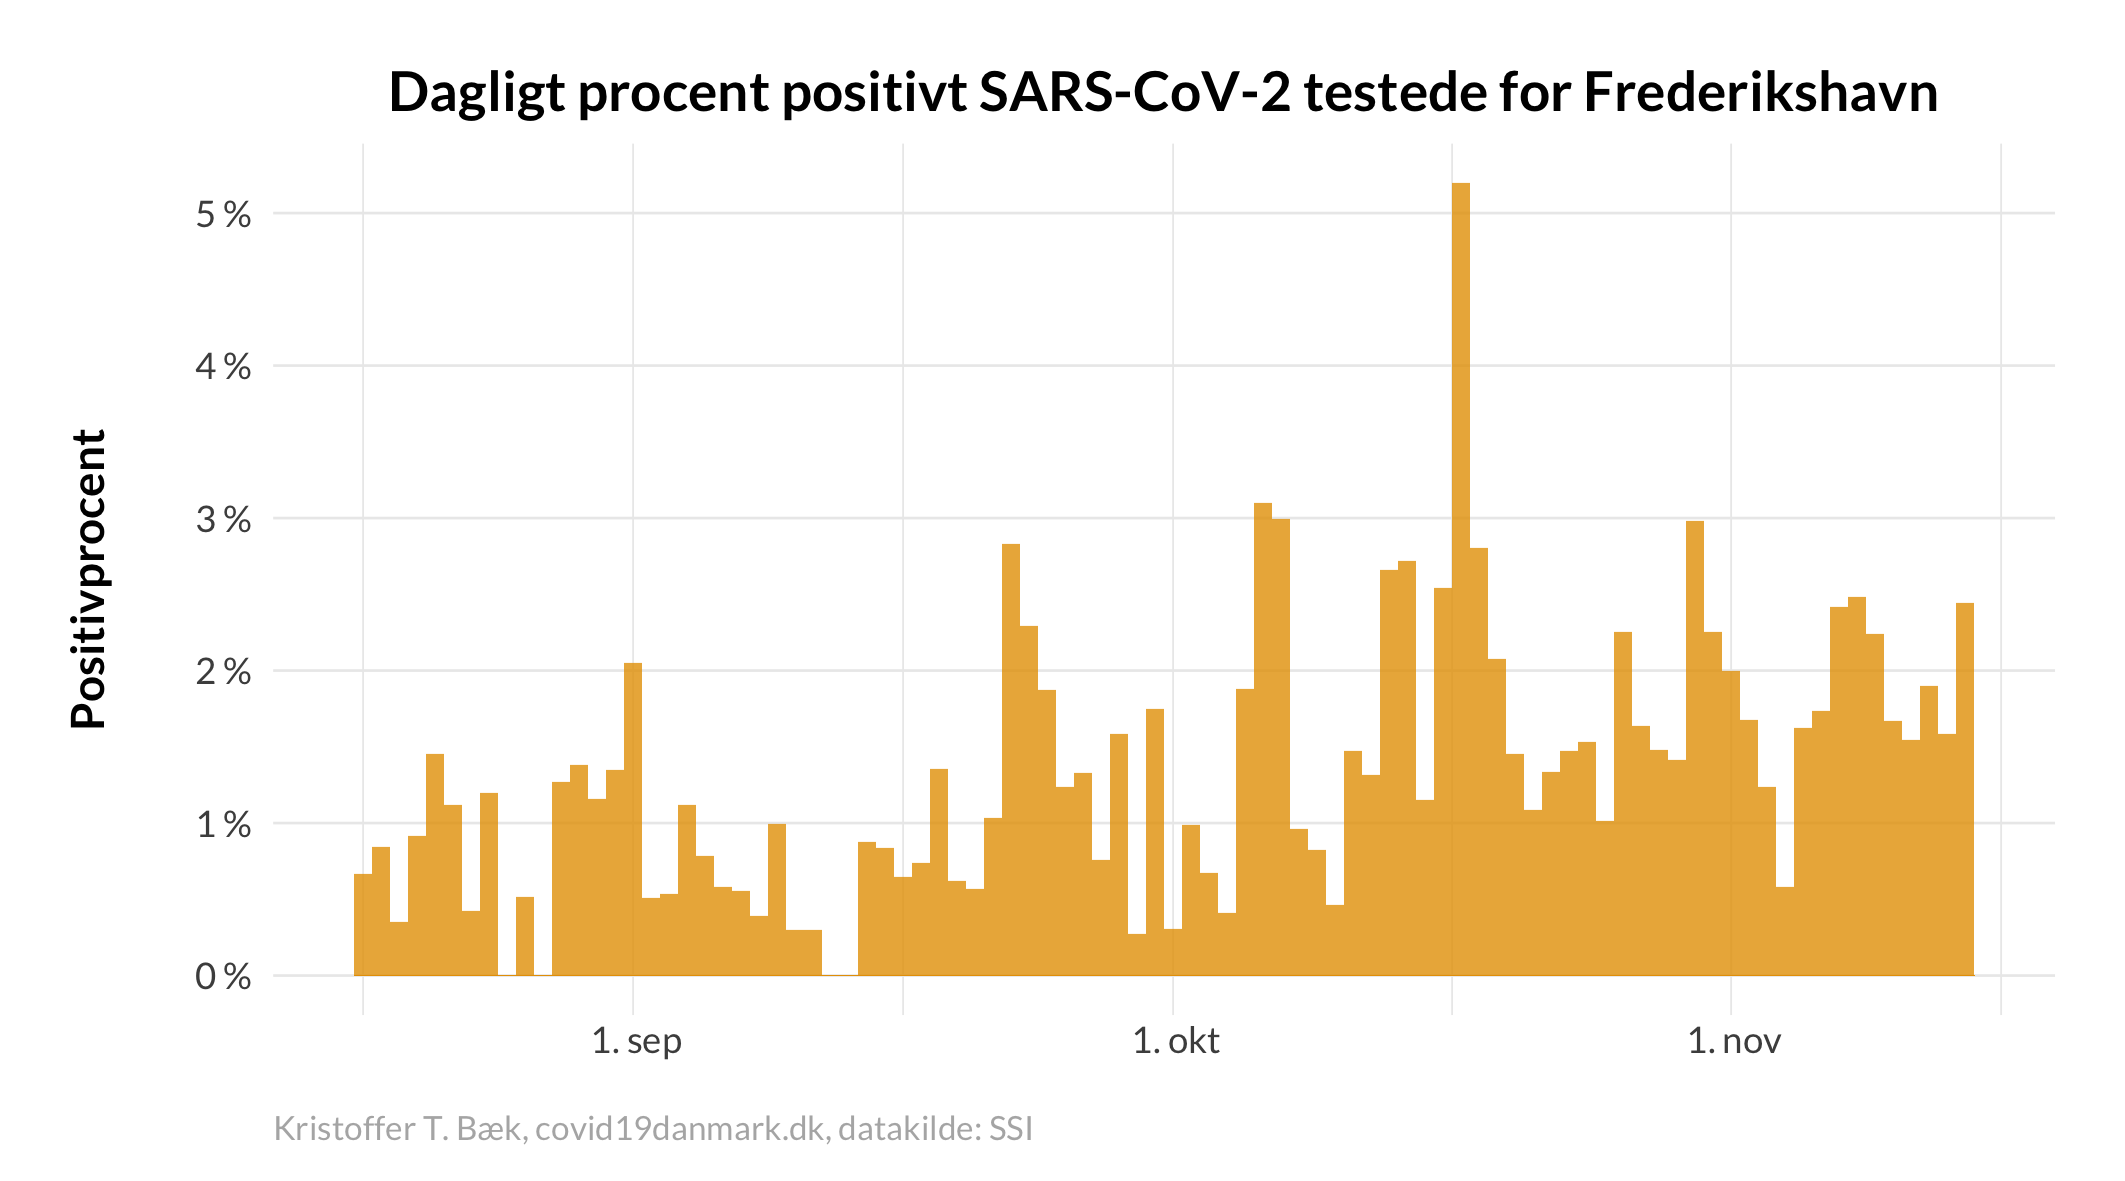 Dagligt procent positivt SARS-CoV-2 testede for Frederikshavn
Positivprocent
5 %
4 %
3 %
2 %
1 %
0 %
1. sep
1. okt
1. nov
Kristoffer T. Bæk, covid19danmark.dk, datakilde: SSI